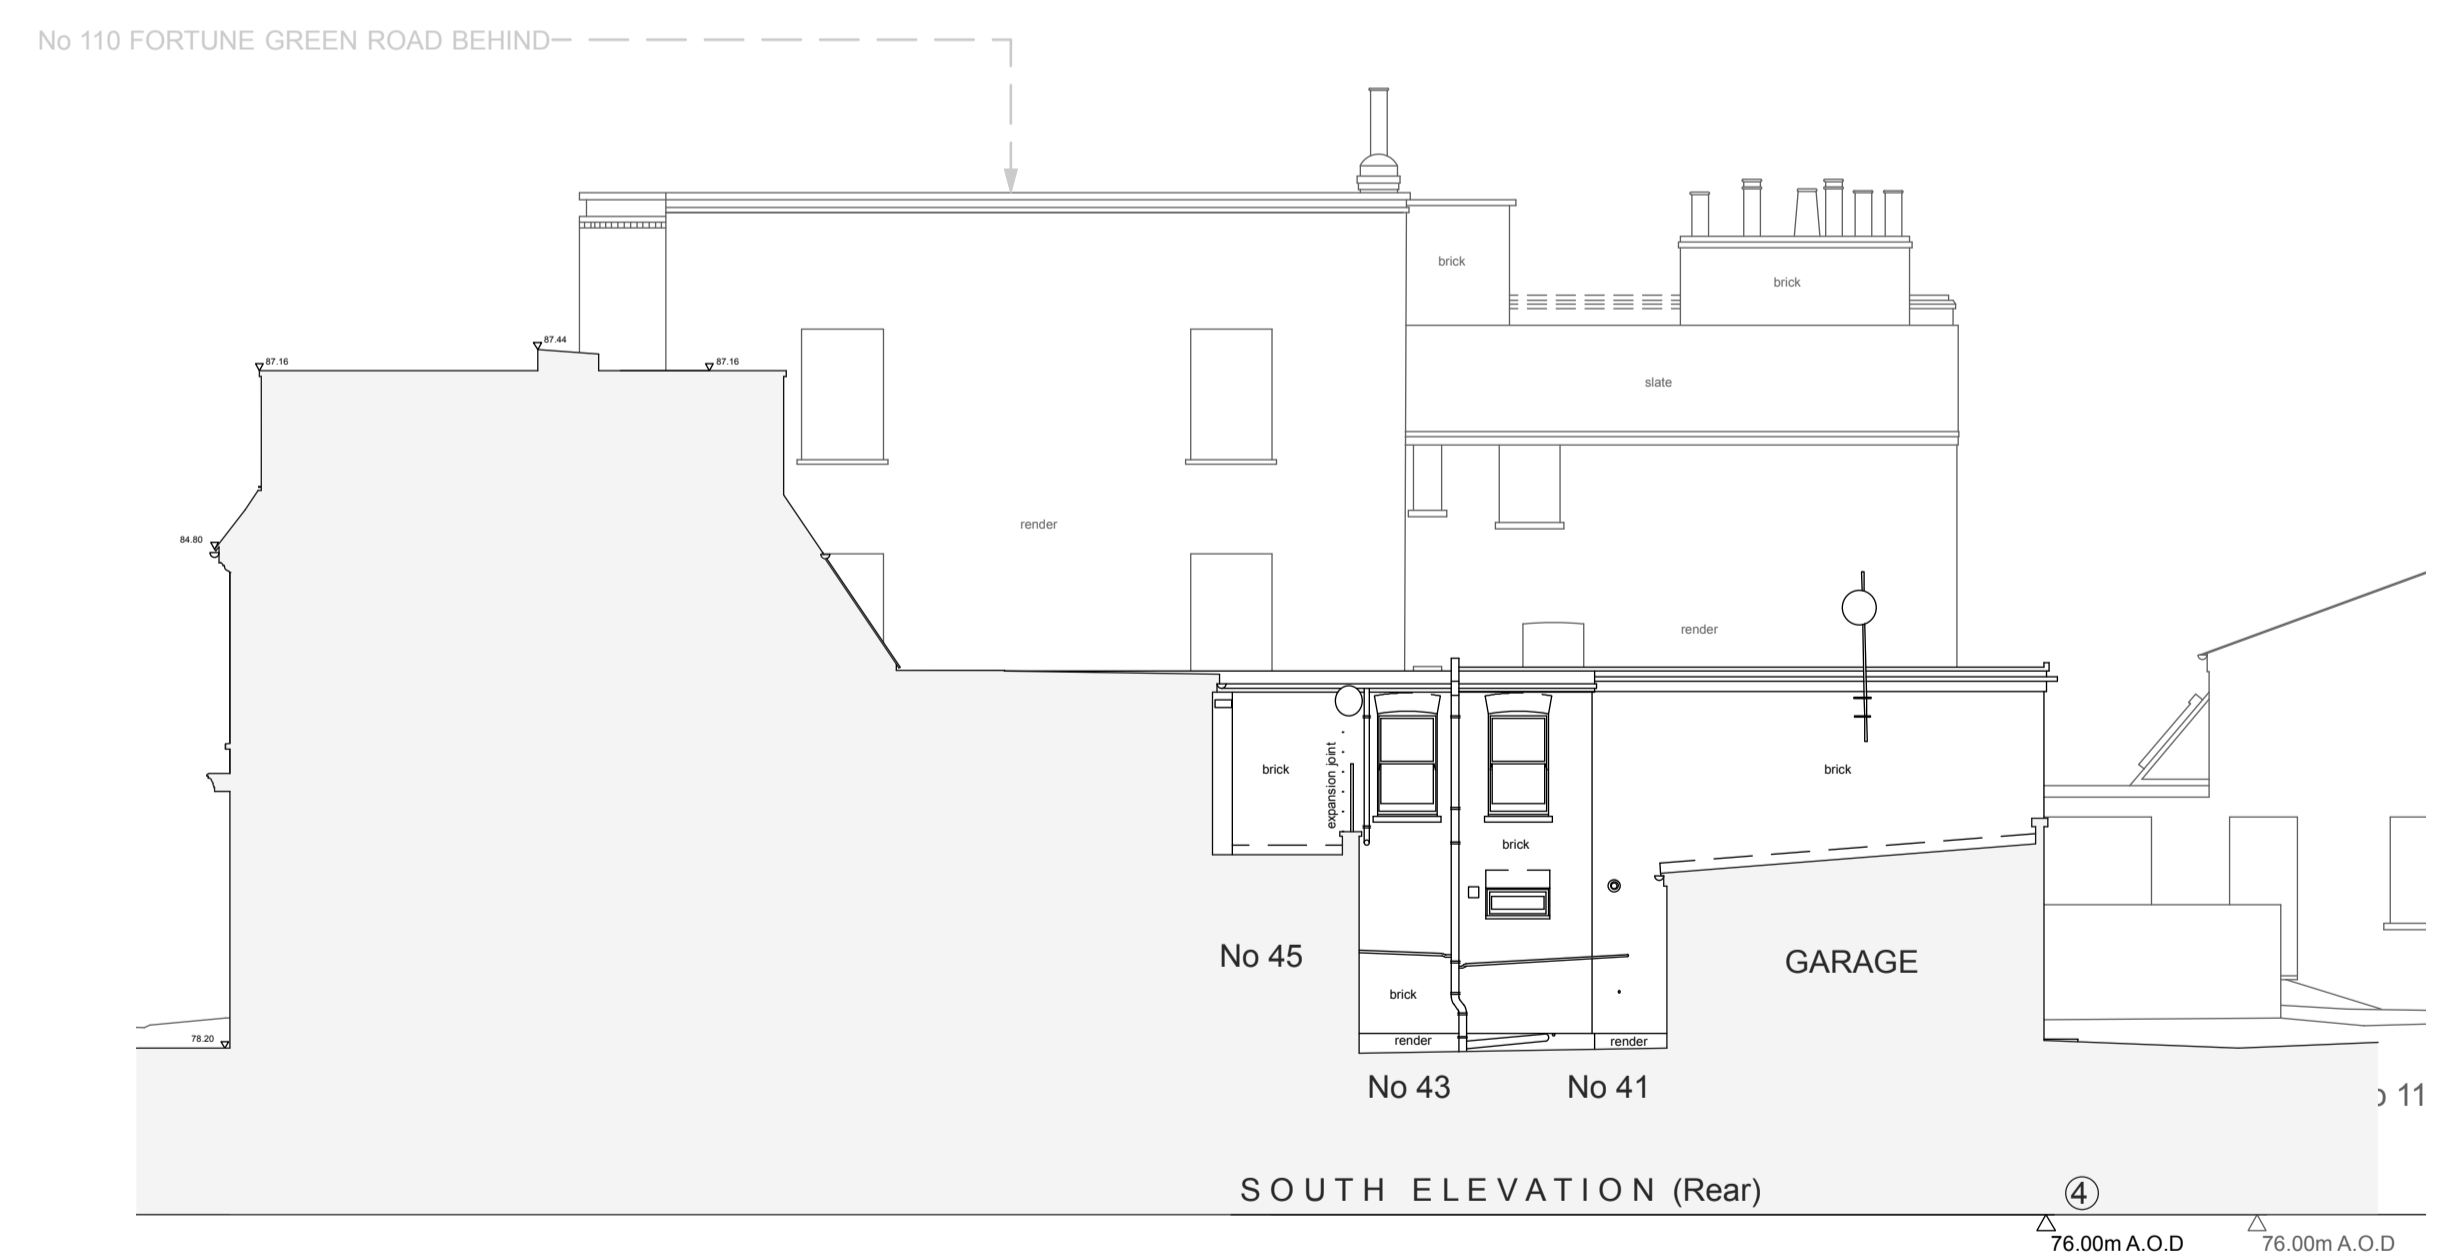 No 110 FORTUNE GREEN ROAD BEHIND
brick
brick
87.44
87.16
87.16
slate
render
84.80
render
brick
expansion joint
brick
brick
No 45
GARAGE
brick
78.20
render
render
No 43
No 41
11
SOUTH ELEVATION (Rear)
4
76.00m A.O.D
76.00m A.O.D